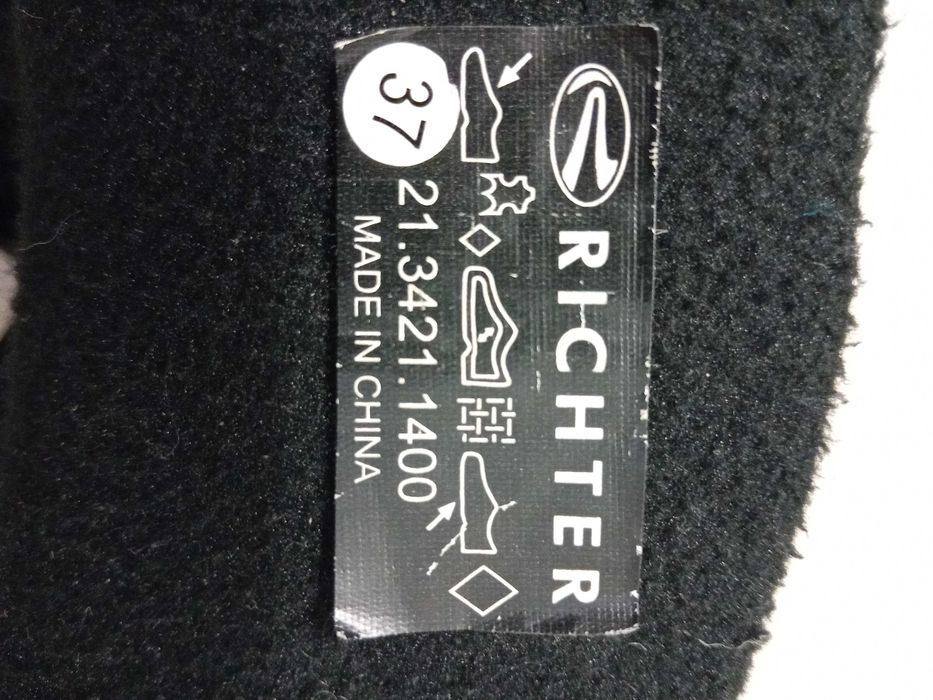 RICHTER
37
21.3421.1400
MADE IN CHINA